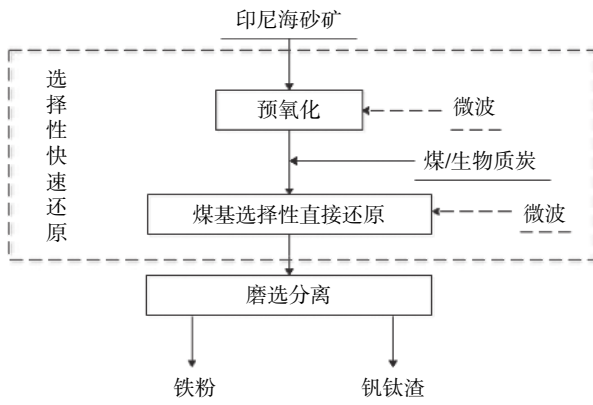 印尼海砂矿
选择性快速还原
预氧化
微波
煤/生物质炭
煤基选择性直接还原
微波
磨选分离
铁粉
钒钛渣